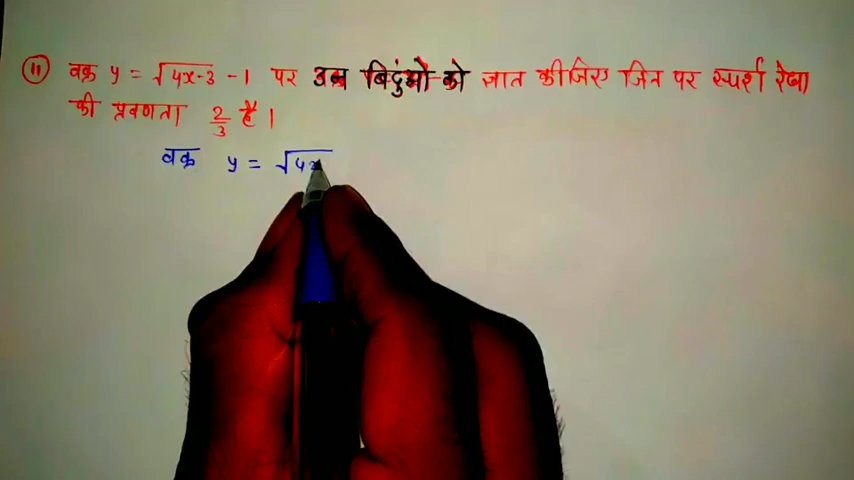 (11) वक्र y = √4x-3 - 1 पर उन बिदुंओं को ज्ञात कीजिए जिन पर स्पर्श रेखा
की प्रवणता 2/3 है।
वक्र y = √4x